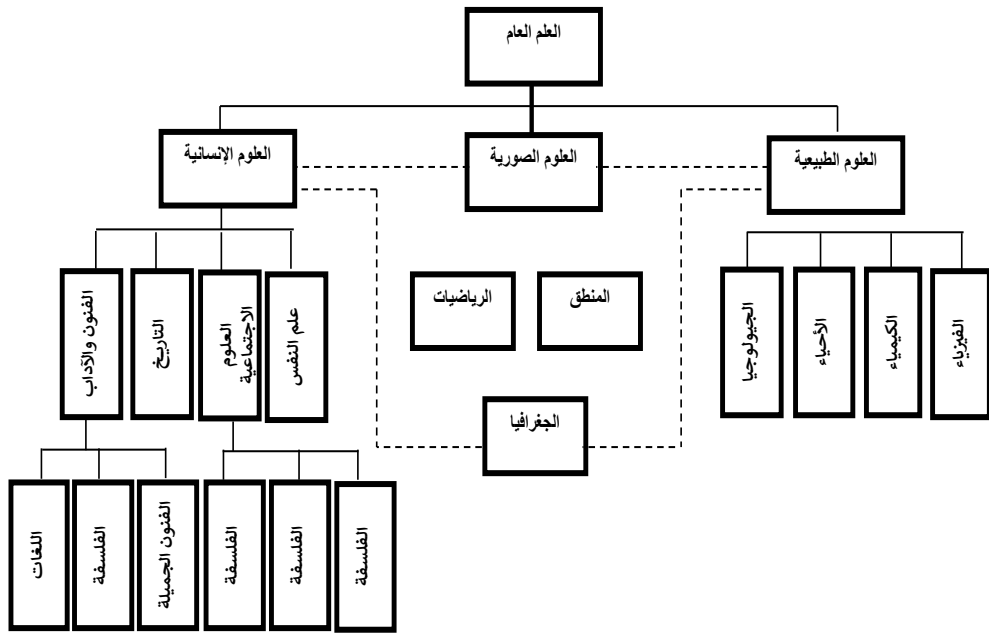 العلم العام
العلوم الطبيعية
العلوم الصورية
العلوم الإنسانية
الفيزياء
الكيمياء
الأحياء
الجيولوجيا
المنطق
الرياضيات
علم النفس
العلوم
الاجتماعية
التاريخ
الفنون والآداب
الجغرافيا
الفلسفة
الفلسفة
الفلسفة
الفنون الجميلة
الفلسفة
اللغات